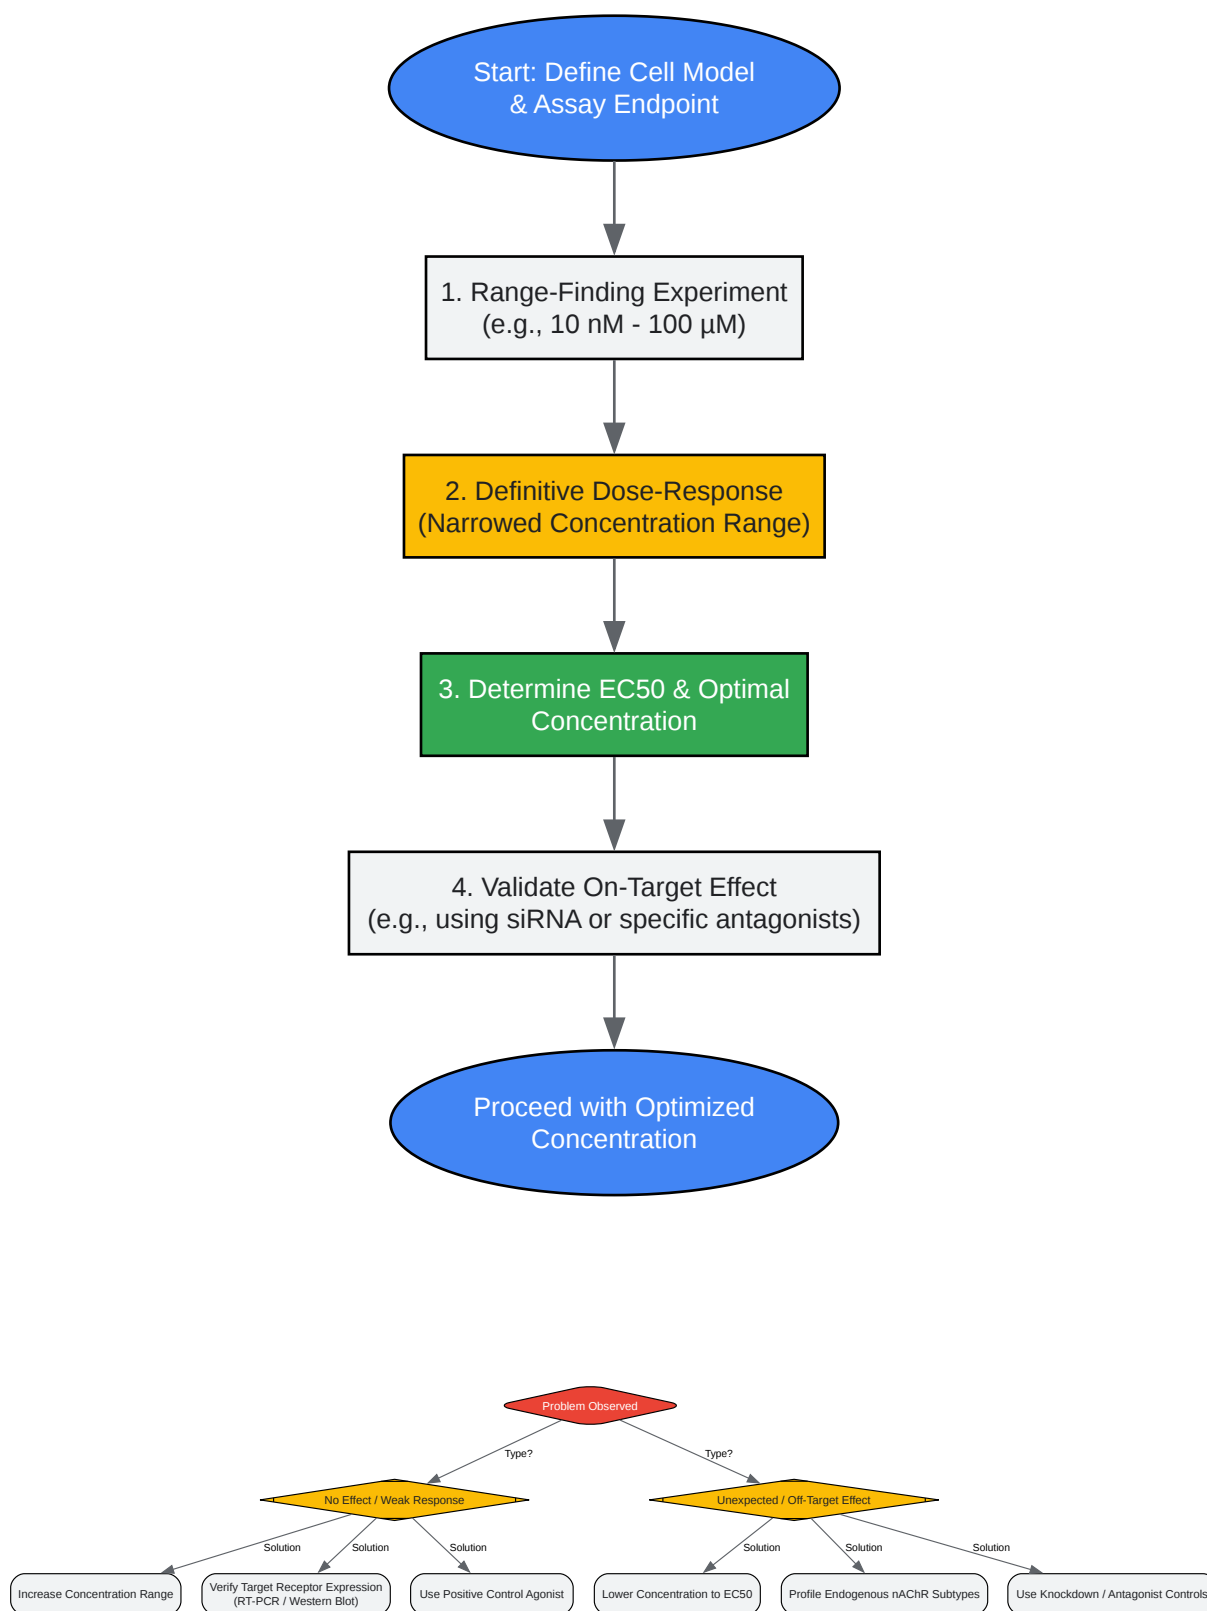 Start: Define Cell Model
& Assay Endpoint
1. Range-Finding Experiment
(e.g., 10 nM - 100 µM)
2. Definitive Dose-Response
(Narrowed Concentration Range)
3. Determine EC50 & Optimal
Concentration
4. Validate On-Target Effect
(e.g., using siRNA or specific antagonists)
Proceed with Optimized
Concentration
Problem Observed
Type?
Type?
No Effect / Weak Response
Unexpected / Off-Target Effect
Solution
Solution
Solution
Solution
Solution
Solution
Increase Concentration Range
Verify Target Receptor Expression
(RT-PCR / Western Blot)
Use Positive Control Agonist
Lower Concentration to EC50
Profile Endogenous nAChR Subtypes
Use Knockdown / Antagonist Controls